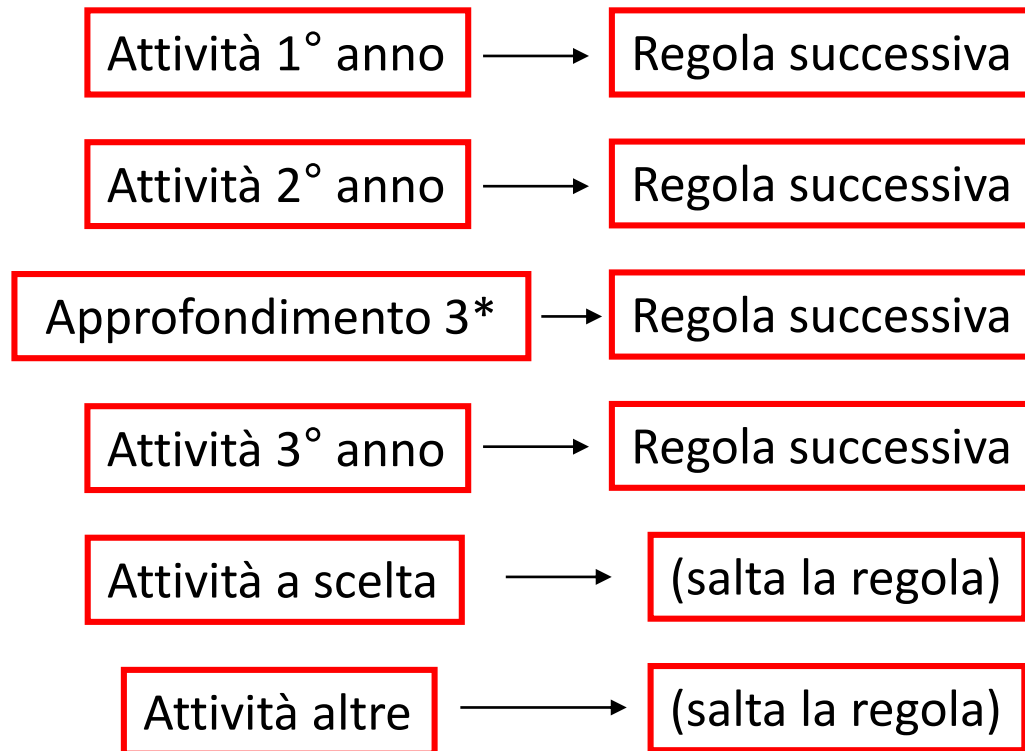 Attività 1° anno Regola successiva
Attività 2° anno Regola successiva
Approfondimento 3* Regola successiva
Attività 3° anno Regola successiva
Attività a scelta (salta la regola)
Attività altre (salta la regola)